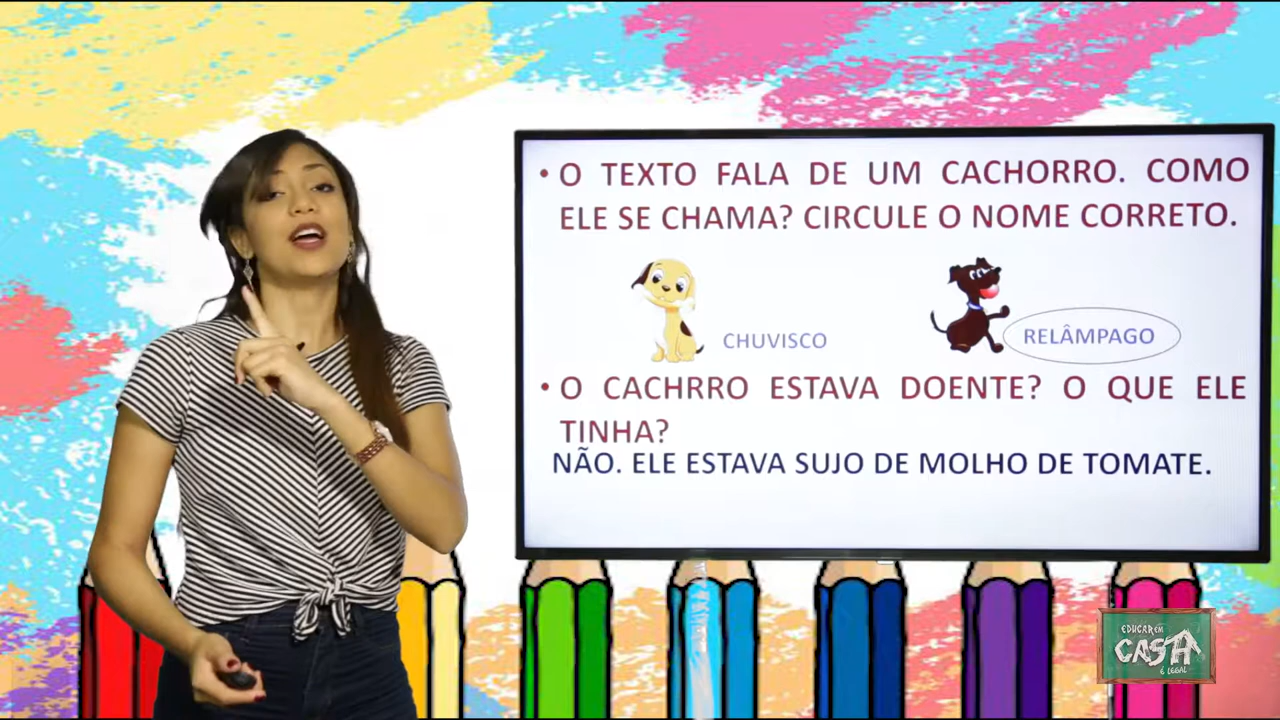 • O TEXTO FALA DE UM CACHORRO. COMO
ELE SE CHAMA? CIRCULE O NOME CORRETO.
CHUVISCO
RELÂMPAGO
• O CACHRRO ESTAVA DOENTE? O QUE ELE
TINHA?
NÃO. ELE ESTAVA SUJO DE MOLHO DE TOMATE.
EDUCAR EM
CASA
É LEGAL